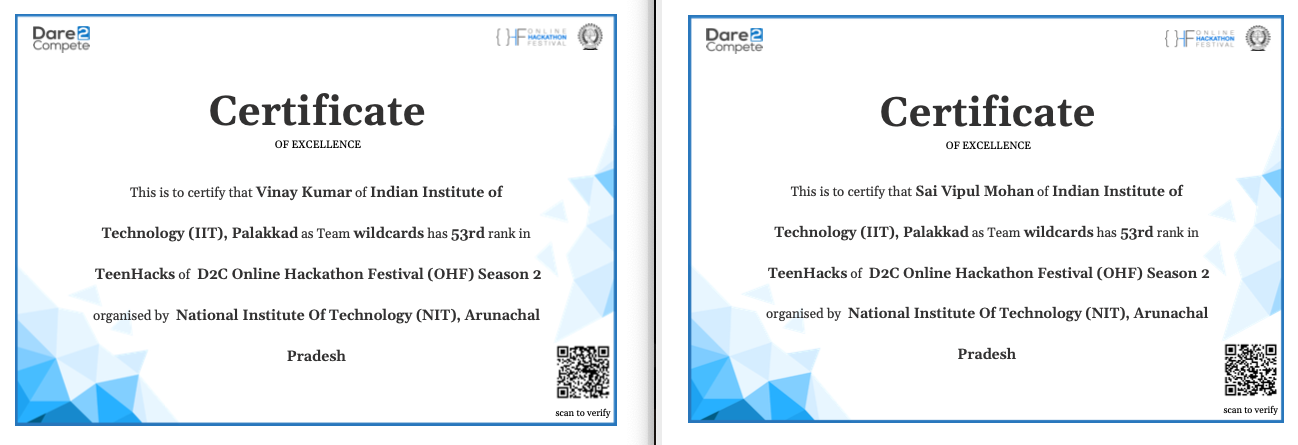 Dare2
Compete
{ }HF ONLINE
HACKATHON
FESTIVAL
Certificate
OF EXCELLENCE
This is to certify that Vinay Kumar of Indian Institute of
Technology (IIT), Palakkad as Team wildcards has 53rd rank in
TeenHacks of D2C Online Hackathon Festival (OHF) Season 2
organised by National Institute Of Technology (NIT), Arunachal
Pradesh
scan to verify
Dare2
Compete
{ }HF ONLINE
HACKATHON
FESTIVAL
Certificate
OF EXCELLENCE
This is to certify that Sai Vipul Mohan of Indian Institute of
Technology (IIT), Palakkad as Team wildcards has 53rd rank in
TeenHacks of D2C Online Hackathon Festival (OHF) Season 2
organised by National Institute Of Technology (NIT), Arunachal
Pradesh
scan to verify